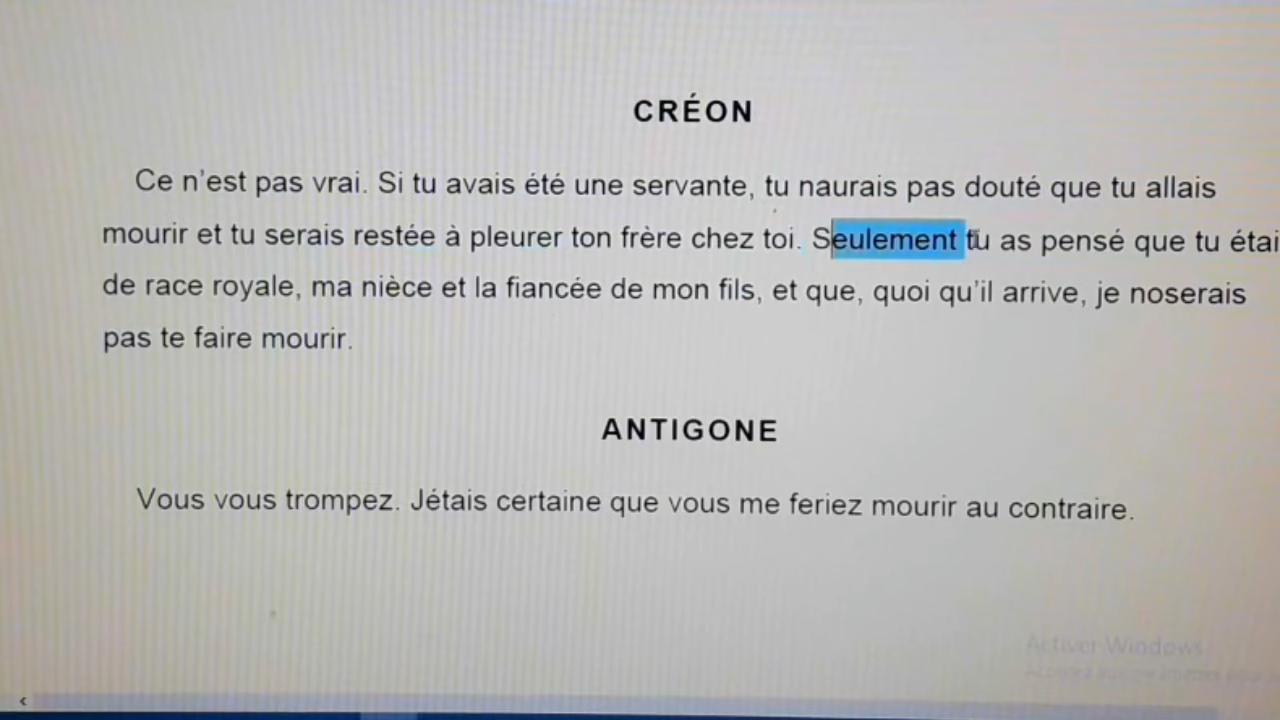 CRÉON
Ce n'est pas vrai. Si tu avais été une servante, tu naurais pas douté que tu allais
mourir et tu serais restée à pleurer ton frère chez toi. Seulement tu as pensé que tu étai
de race royale, ma nièce et la fiancée de mon fils, et que, quoi qu'il arrive, je noserais
pas te faire mourir.
ANTIGONE
Vous vous trompez. Jétais certaine que vous me feriez mourir au contraire.
Activer Windows